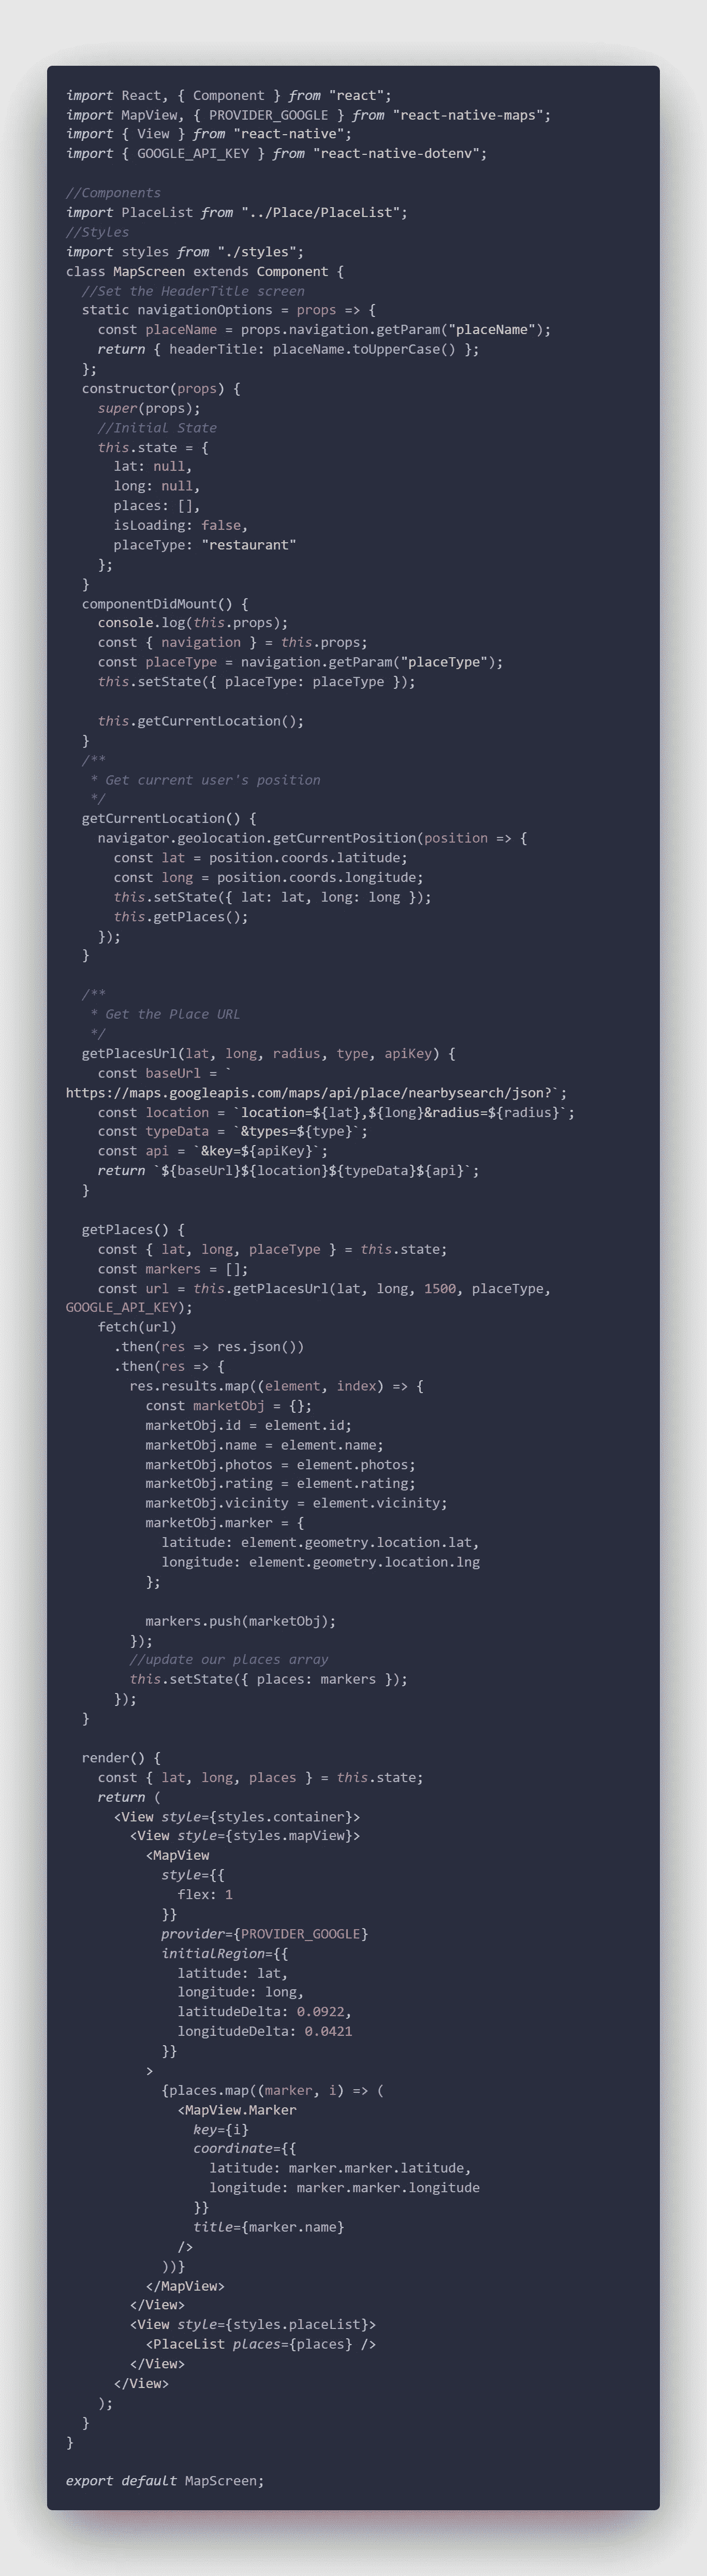 import React, { Component } from "react";
import MapView, { PROVIDER_GOOGLE } from "react-native-maps";
import { View } from "react-native";
import { GOOGLE_API_KEY } from "react-native-dotenv";

//Components
import PlaceList from "../Place/PlaceList";
//Styles
import styles from "./styles";
class MapScreen extends Component {
  //Set the HeaderTitle screen
  static navigationOptions = props => {
    const placeName = props.navigation.getParam("placeName");
    return { headerTitle: placeName.toUpperCase() };
  };
  constructor(props) {
    super(props);
    //Initial State
    this.state = {
      lat: null,
      long: null,
      places: [],
      isLoading: false,
      placeType: "restaurant"
    };
  }
  componentDidMount() {
    console.log(this.props);
    const { navigation } = this.props;
    const placeType = navigation.getParam("placeType");
    this.setState({ placeType: placeType });

    this.getCurrentLocation();
  }
  /**
   * Get current user's position
   */
  getCurrentLocation() {
    navigator.geolocation.getCurrentPosition(position => {
      const lat = position.coords.latitude;
      const long = position.coords.longitude;
      this.setState({ lat: lat, long: long });
      this.getPlaces();
    });
  }

  /**
   * Get the Place URL
   */
  getPlacesUrl(lat, long, radius, type, apiKey) {
    const baseUrl = `
https://maps.googleapis.com/maps/api/place/nearbysearch/json?`;
    const location = `location=${lat},${long}&radius=${radius}`;
    const typeData = `&types=${type}`;
    const api = `&key=${apiKey}`;
    return `${baseUrl}${location}${typeData}${api}`;
  }

  getPlaces() {
    const { lat, long, placeType } = this.state;
    const markers = [];
    const url = this.getPlacesUrl(lat, long, 1500, placeType,
GOOGLE_API_KEY);
    fetch(url)
      .then(res => res.json())
      .then(res => {
        res.results.map((element, index) => {
          const marketObj = {};
          marketObj.id = element.id;
          marketObj.name = element.name;
          marketObj.photos = element.photos;
          marketObj.rating = element.rating;
          marketObj.vicinity = element.vicinity;
          marketObj.marker = {
            latitude: element.geometry.location.lat,
            longitude: element.geometry.location.lng
          };

          markers.push(marketObj);
        });
        //update our places array
        this.setState({ places: markers });
      });
  }

  render() {
    const { lat, long, places } = this.state;
    return (
      <View style={styles.container}>
        <View style={styles.mapView}>
          <MapView
            style={{
              flex: 1
            }}
            provider={PROVIDER_GOOGLE}
            initialRegion={{
              latitude: lat,
              longitude: long,
              latitudeDelta: 0.0922,
              longitudeDelta: 0.0421
            }}
          >
            {places.map((marker, i) => (
              <MapView.Marker
                key={i}
                coordinate={{
                  latitude: marker.marker.latitude,
                  longitude: marker.marker.longitude
                }}
                title={marker.name}
              />
            ))}
          </MapView>
        </View>
        <View style={styles.placeList}>
          <PlaceList places={places} />
        </View>
      </View>
    );
  }
}

export default MapScreen;